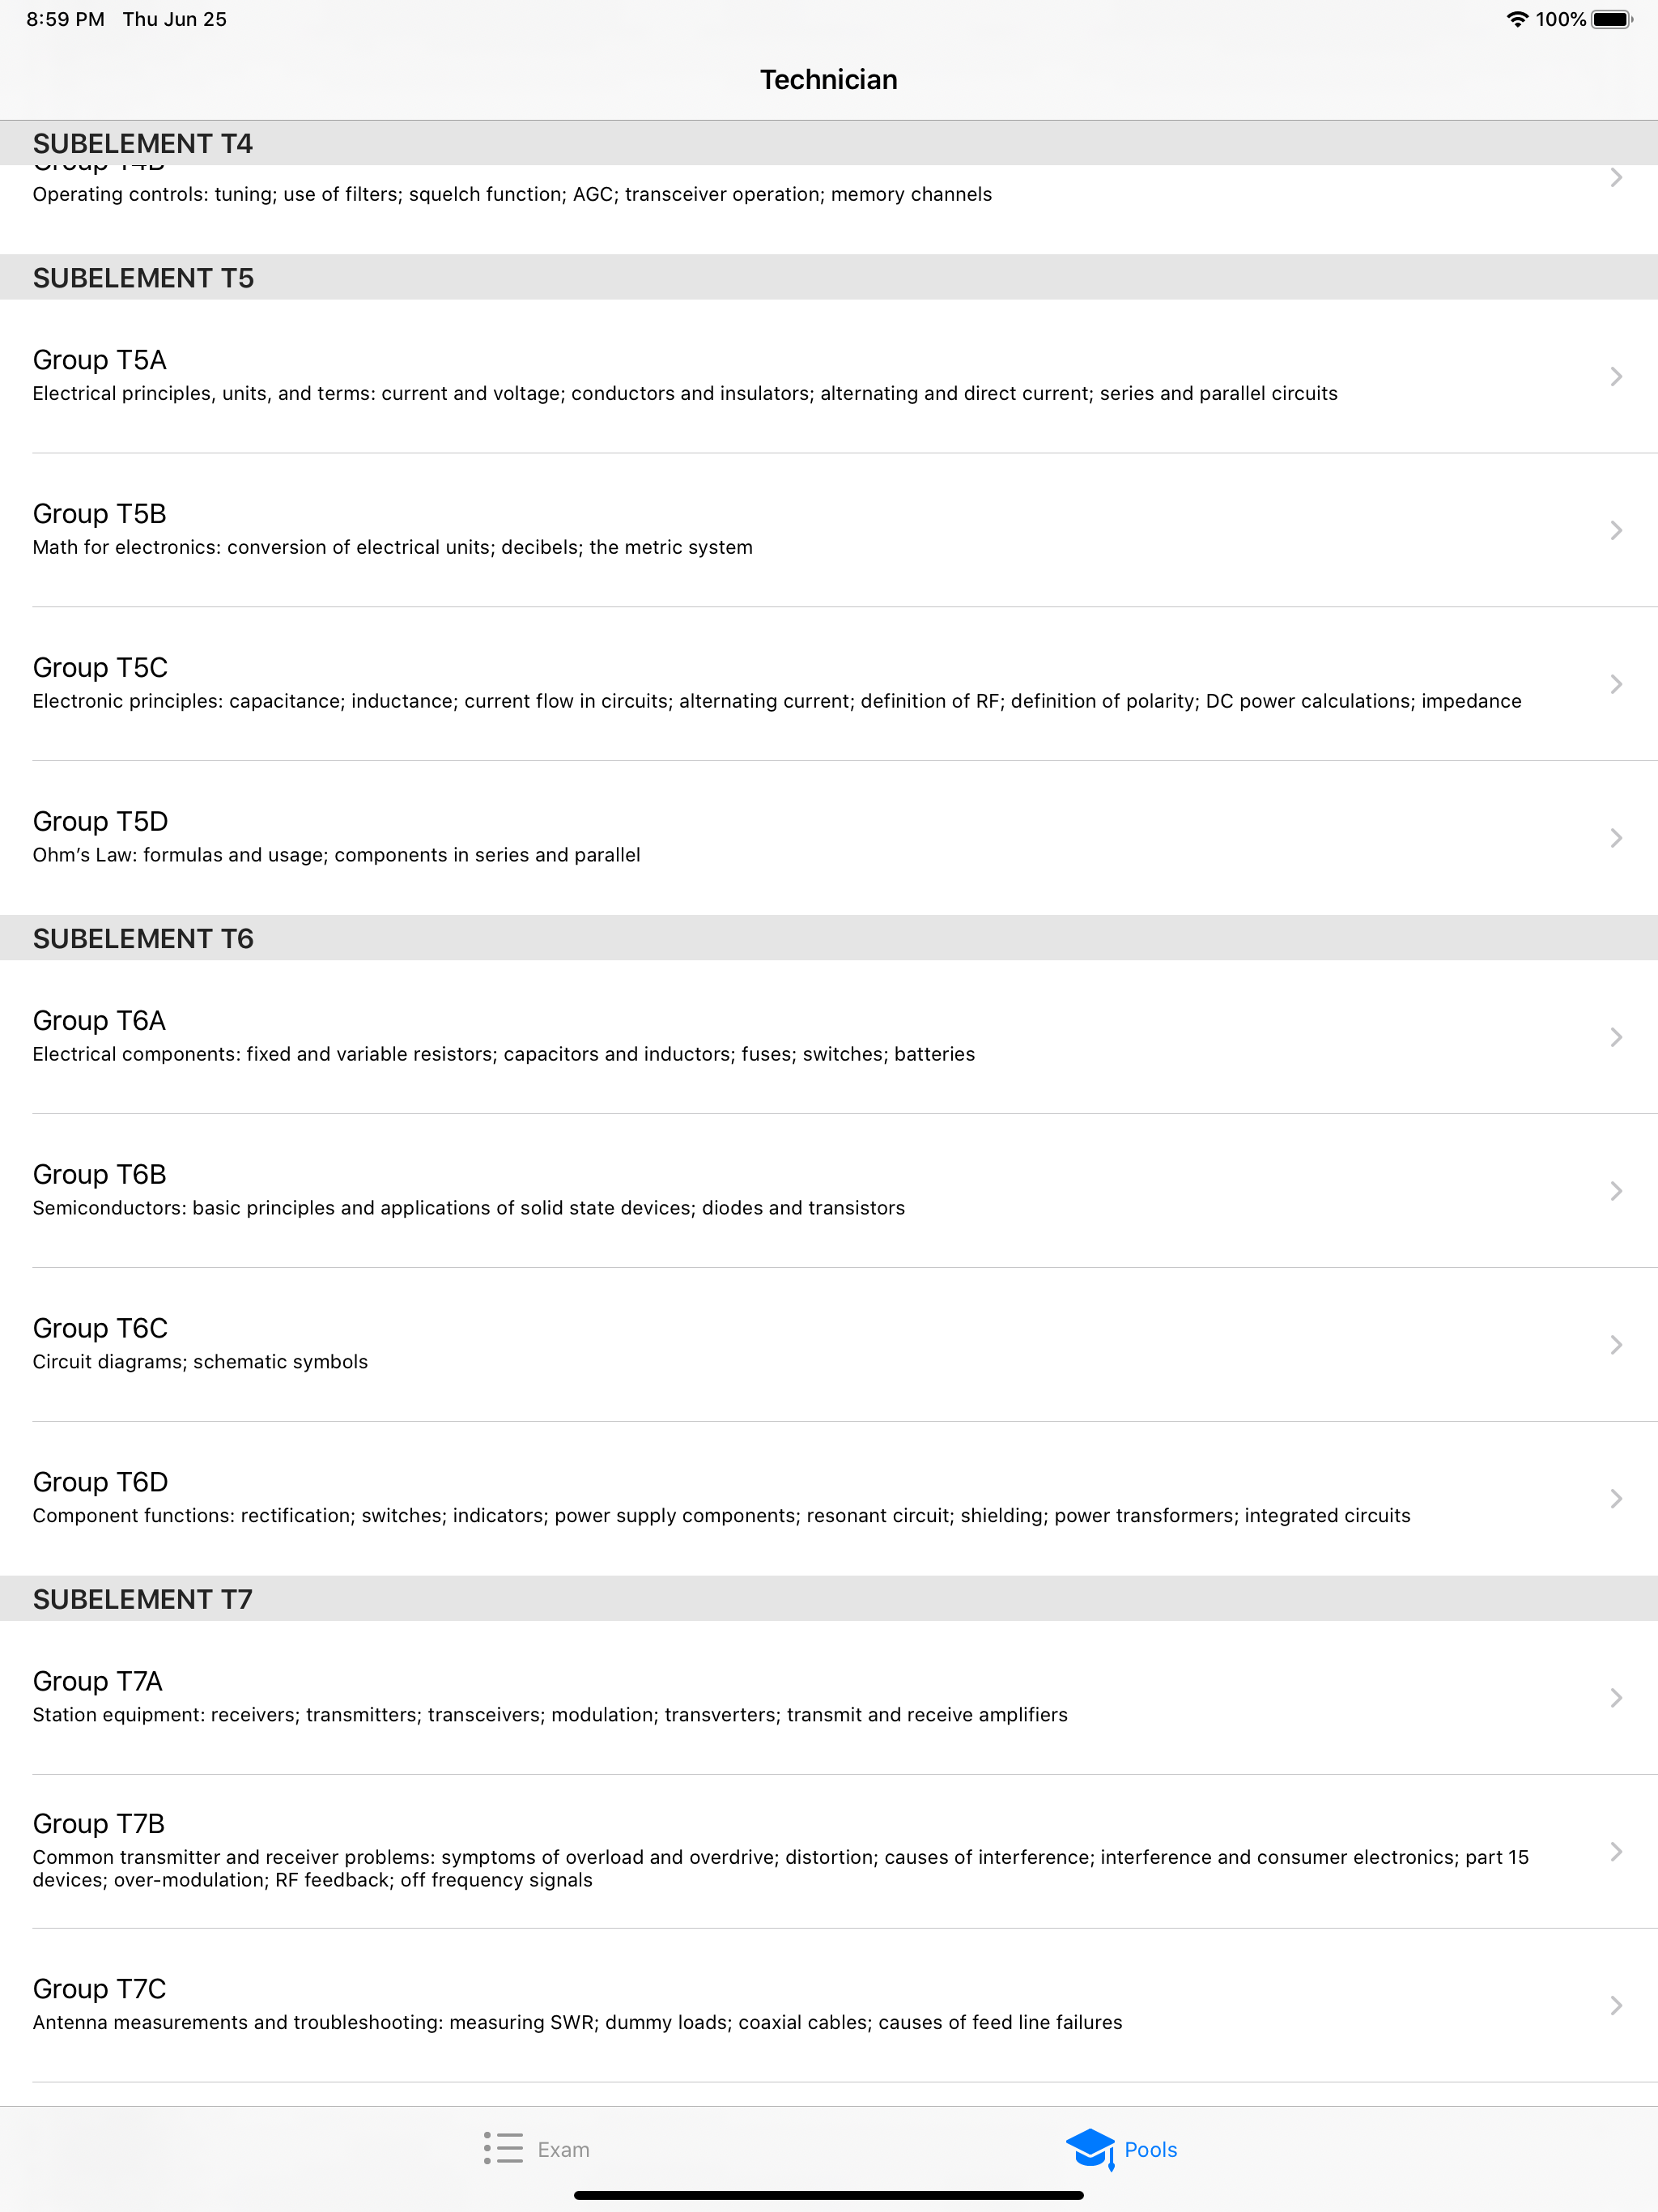 8:59 PM Thu Jun 25
100%
Technician
SUBELEMENT T4
Group T4B
Operating controls: tuning; use of filters; squelch function; AGC; transceiver operation; memory channels
SUBELEMENT T5
Group T5A
Electrical principles, units, and terms: current and voltage; conductors and insulators; alternating and direct current; series and parallel circuits
Group T5B
Math for electronics: conversion of electrical units; decibels; the metric system
Group T5C
Electronic principles: capacitance; inductance; current flow in circuits; alternating current; definition of RF; definition of polarity; DC power calculations; impedance
Group T5D
Ohm’s Law: formulas and usage; components in series and parallel
SUBELEMENT T6
Group T6A
Electrical components: fixed and variable resistors; capacitors and inductors; fuses; switches; batteries
Group T6B
Semiconductors: basic principles and applications of solid state devices; diodes and transistors
Group T6C
Circuit diagrams; schematic symbols
Group T6D
Component functions: rectification; switches; indicators; power supply components; resonant circuit; shielding; power transformers; integrated circuits
SUBELEMENT T7
Group T7A
Station equipment: receivers; transmitters; transceivers; modulation; transverters; transmit and receive amplifiers
Group T7B
Common transmitter and receiver problems: symptoms of overload and overdrive; distortion; causes of interference; interference and consumer electronics; part 15
devices; over-modulation; RF feedback; off frequency signals
Group T7C
Antenna measurements and troubleshooting: measuring SWR; dummy loads; coaxial cables; causes of feed line failures
Exam
Pools